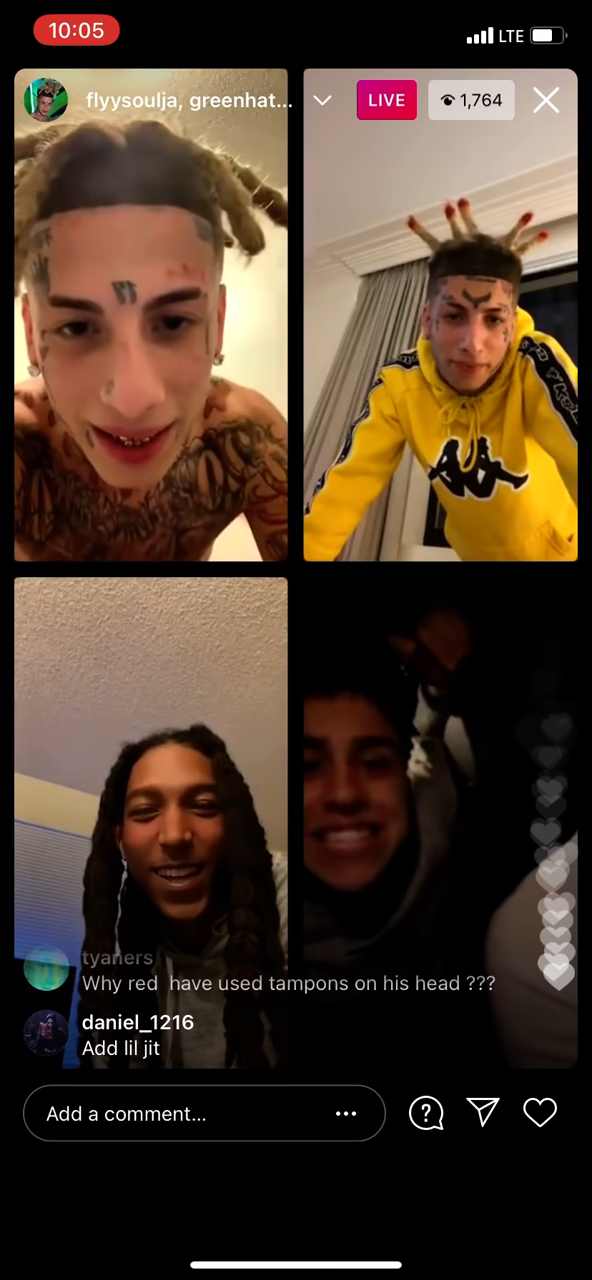 10:05
LTE
flyysoulja, greenhat...
LIVE
1,764
tyaners
Why red have used tampons on his head ???
daniel_1216
Add lil jit
Add a comment...